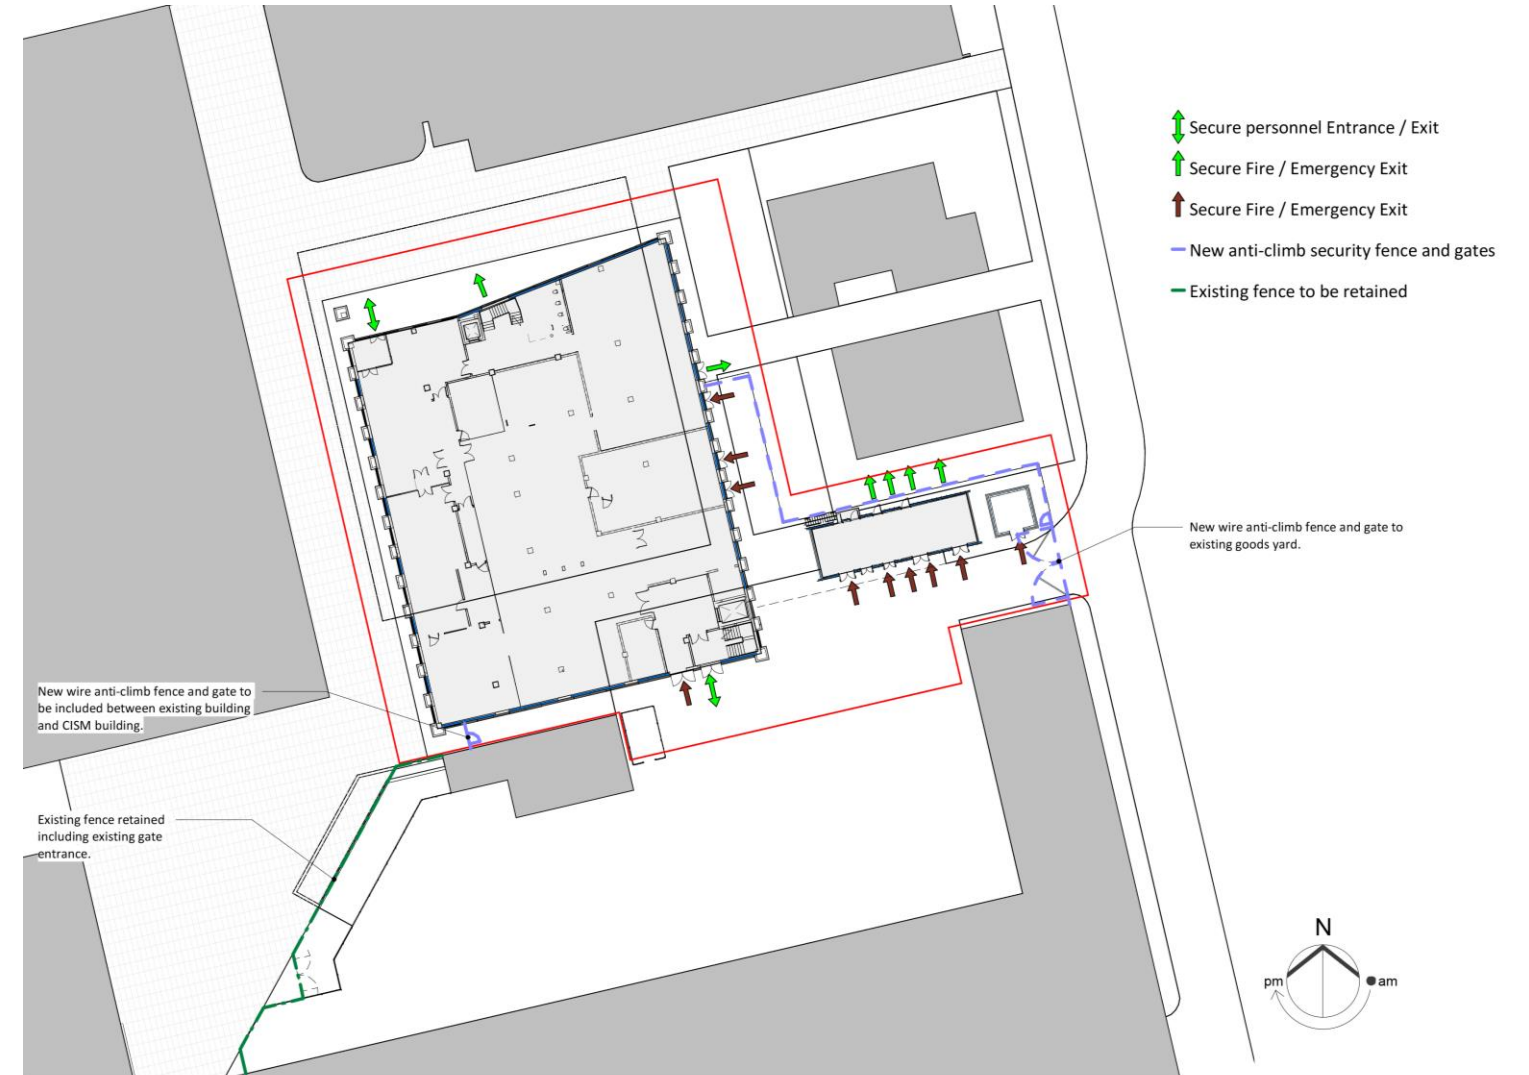 Secure personnel Entrance / Exit
Secure Fire / Emergency Exit
Secure Fire / Emergency Exit
New anti-climb security fence and gates
Existing fence to be retained
New wire anti-climb fence and gate to
existing goods yard.
New wire anti-climb fence and gate to
be included between existing building
and CISM building.
Existing fence retained
including existing gate
entrance.
N
pm
am